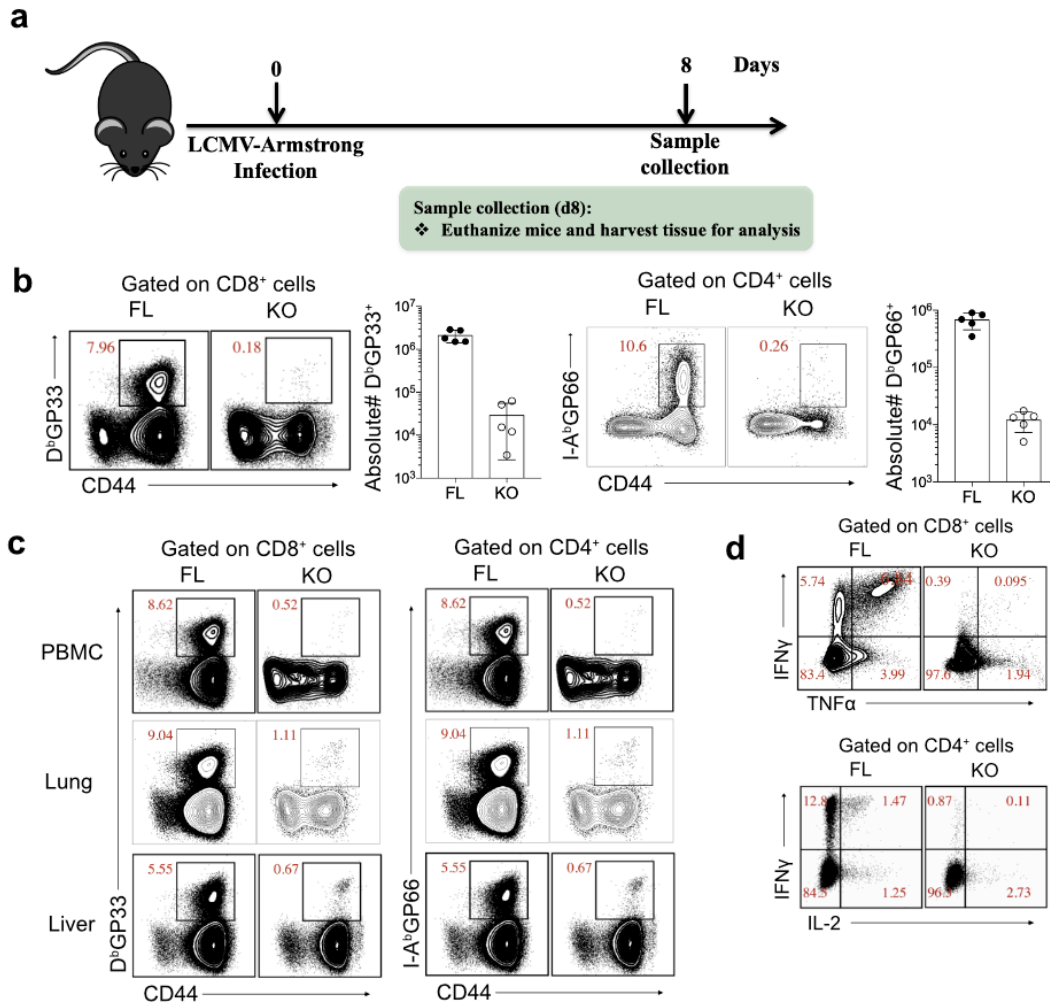 a
0
8
Days
LCMV-Armstrong
Infection
Sample
collection
Sample collection (d8):
❖ Euthanize mice and harvest tissue for analysis
b
Gated on CD8⁺ cells
FL
KO
7.96
0.18
DᵇGP33
CD44
Absolute# DᵇGP33⁺
10⁷
10⁶
10⁵
10⁴
10³
FL
KO
Gated on CD4⁺ cells
FL
KO
10.6
0.26
I-AᵇGP66
CD44
Absolute# DᵇGP66⁺
10⁶
10⁵
10⁴
10³
FL
KO
c
Gated on CD8⁺ cells
FL
KO
Gated on CD4⁺ cells
FL
KO
PBMC
8.62
0.52
8.62
0.52
Lung
9.04
1.11
9.04
1.11
Liver
5.55
0.67
5.55
0.67
DᵇGP33
CD44
I-AᵇGP66
CD44
d
Gated on CD8⁺ cells
FL
KO
5.74
0.39
0.095
83.4
3.99
97.6
1.94
IFNγ
TNFα
Gated on CD4⁺ cells
FL
KO
12.8
1.47
0.87
0.11
84.5
1.25
96.3
2.73
IFNγ
IL-2